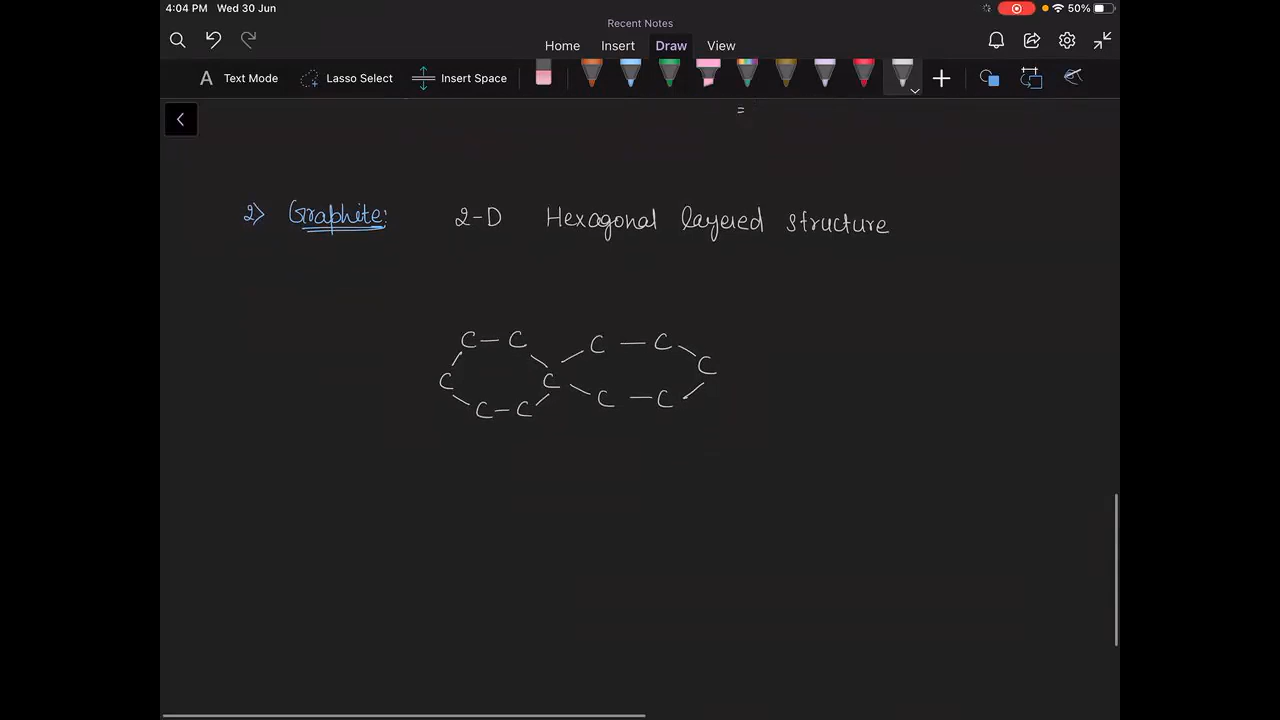 4:04 PM Wed 30 Jun
Recent Notes
50%
Home Insert Draw View
A Text Mode Lasso Select Insert Space
=
2) Graphite: 2-D Hexagonal layered structure
C - C C - C
C C C
C - C C - C